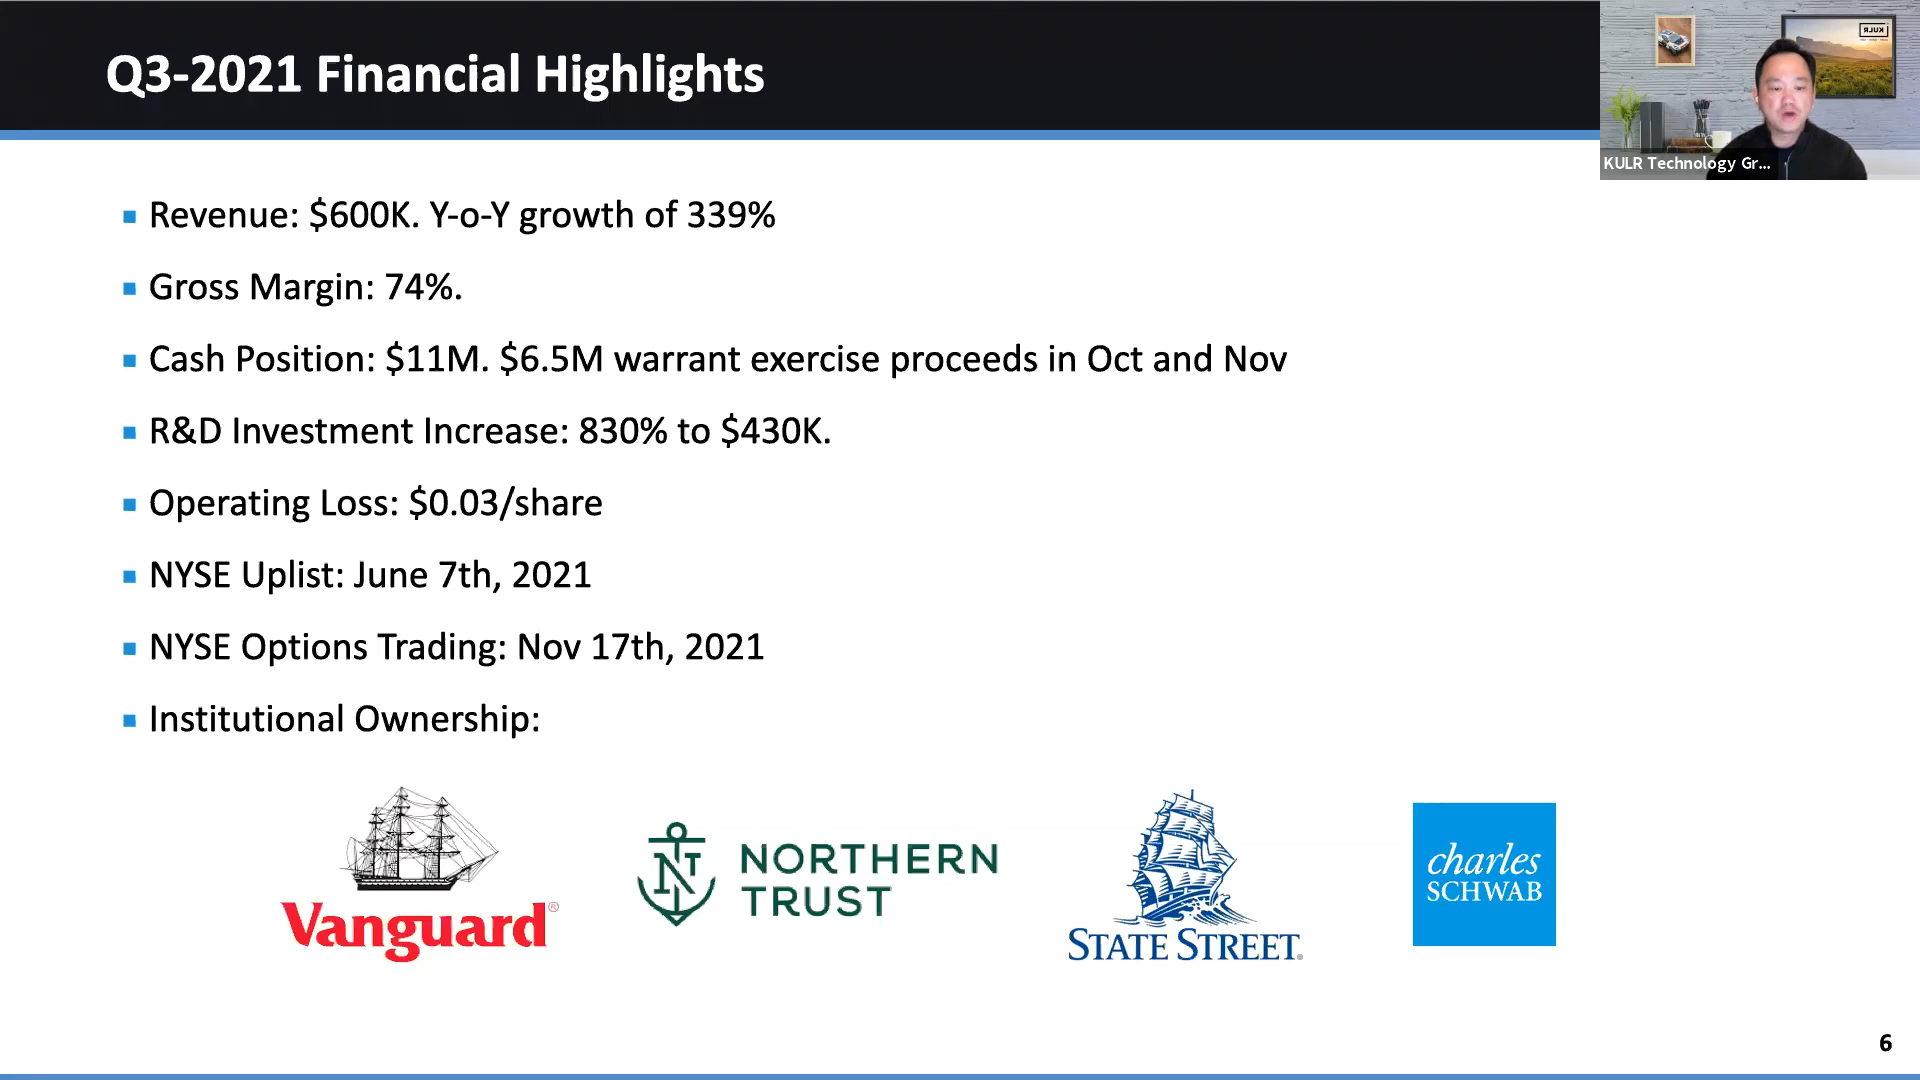 Q3-2021 Financial Highlights
KULR
KULR Technology Gr...
Revenue: $600K. Y-o-Y growth of 339%
Gross Margin: 74%.
Cash Position: $11M. $6.5M warrant exercise proceeds in Oct and Nov
R&D Investment Increase: 830% to $430K.
Operating Loss: $0.03/share
NYSE Uplist: June 7th, 2021
NYSE Options Trading: Nov 17th, 2021
Institutional Ownership:
Vanguard®
N
NORTHERN
TRUST
STATE STREET®
charles
SCHWAB
6